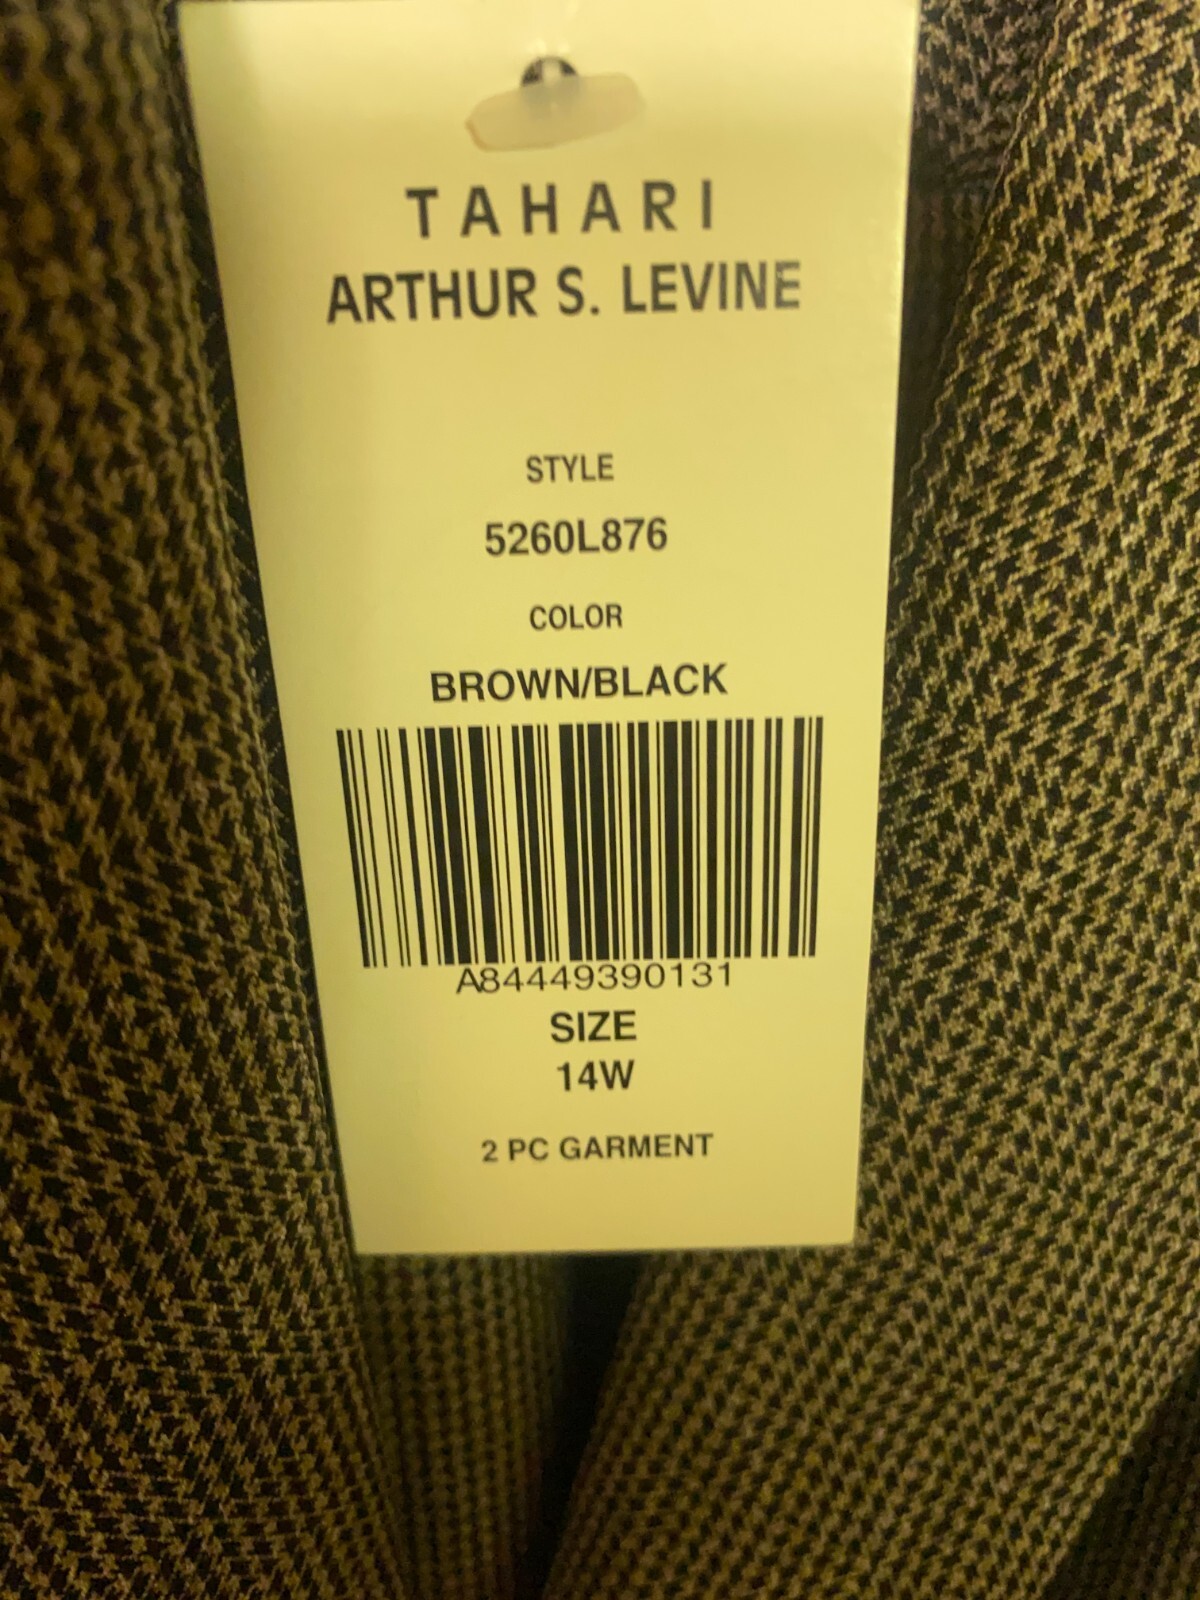 TAHARI
ARTHUR S. LEVINE
STYLE
5260L876
COLOR
BROWN/BLACK
A84449390131
SIZE
14W
2 PC GARMENT